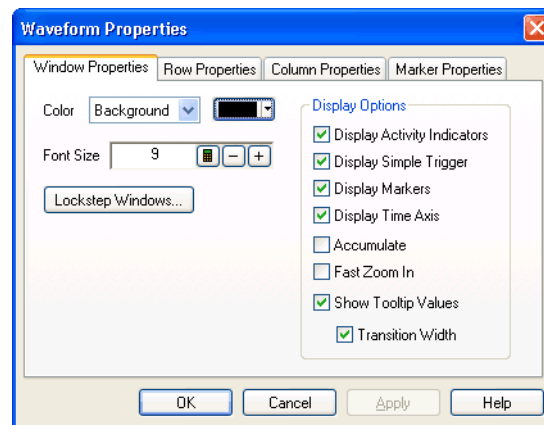 Waveform Properties
Window Properties Row Properties Column Properties Marker Properties
Color Background
Font Size 9 - +
Lockstep Windows...
Display Options
Display Activity Indicators
Display Simple Trigger
Display Markers
Display Time Axis
Accumulate
Fast Zoom In
Show Tooltip Values
Transition Width
OK Cancel Apply Help